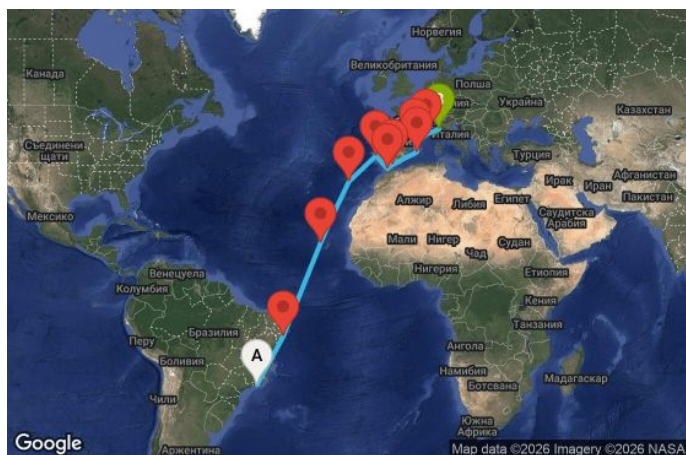 Норвегия
Канада
Великобритания
Полша
Украйна
Казахстан
Италия
Съединени
щати
Турция
Афганистан
Ирак
Иран
Пакистан
Алжир
Либия
Египет
Саудитска
Арабия
Мексико
Мали
Нигер
Чад
Судан
Венецуела
Нигерия
Етиопия
Колумбия
Кения
Бразилия
Танзания
Перу
Ангола
A
Боливия
Намибия
Ботсвана
Мадагаскар
Чили
Южна
Африка
Аржентина
Google
Map data ©2026 Imagery ©2026 NASA